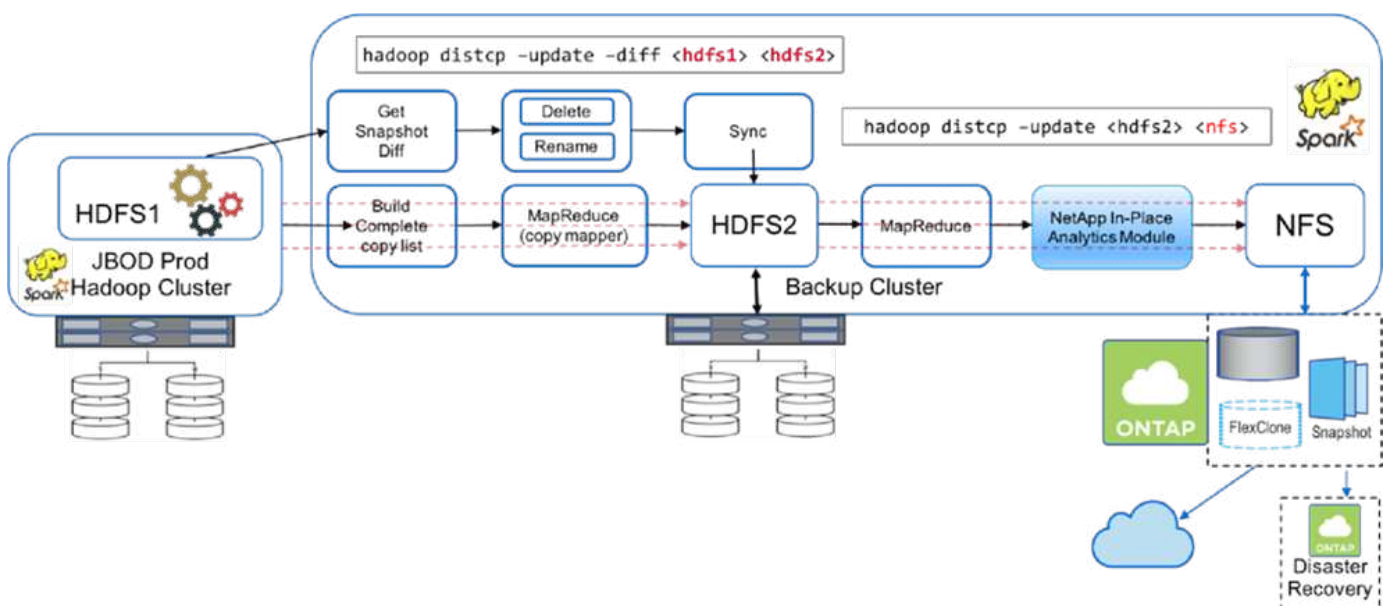 hadoop distcp -update -diff <hdfs1> <hdfs2>
Get
Snapshot
Diff
Delete
Rename
Sync
hadoop distcp -update <hdfs2> <nfs>
Spark
HDFS1
JBOD Prod
Hadoop Cluster
Spark
Build
Complete
copy list
MapReduce
(copy mapper)
HDFS2
MapReduce
NetApp In-Place
Analytics Module
NFS
Backup Cluster
ONTAP
FlexClone
Snapshot
ONTAP
Disaster
Recovery